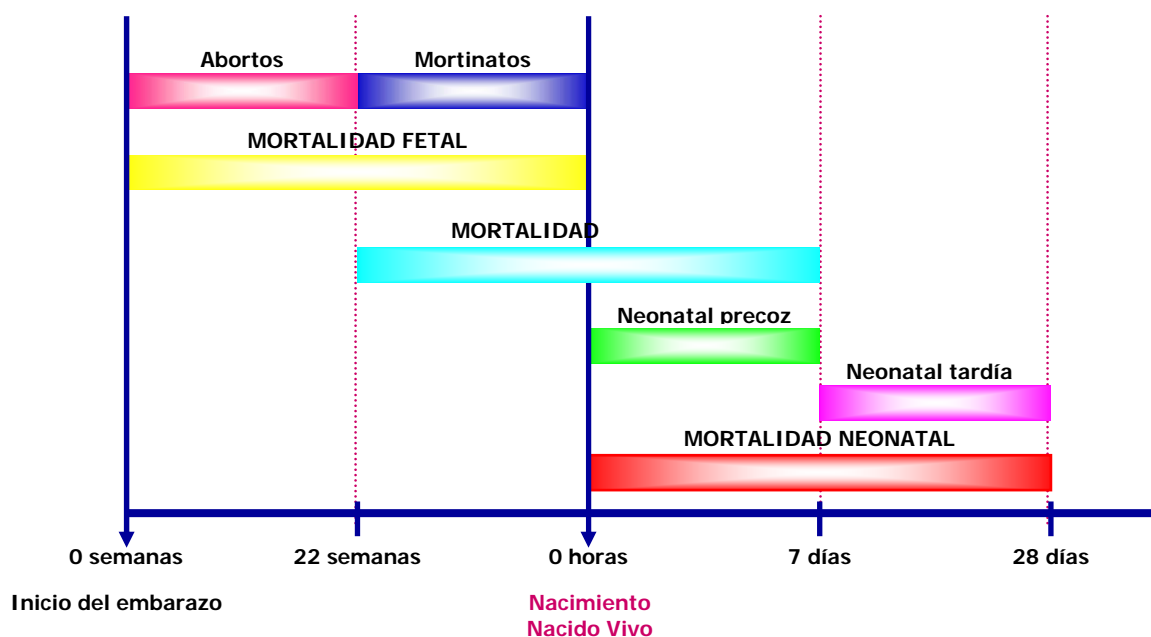 Abortos
Mortinatos
MORTALIDAD FETAL
MORTALIDAD
Neonatal precoz
Neonatal tardía
MORTALIDAD NEONATAL
0 semanas
22 semanas
0 horas
7 días
28 días
Inicio del embarazo
Nacimiento
Nacido Vivo